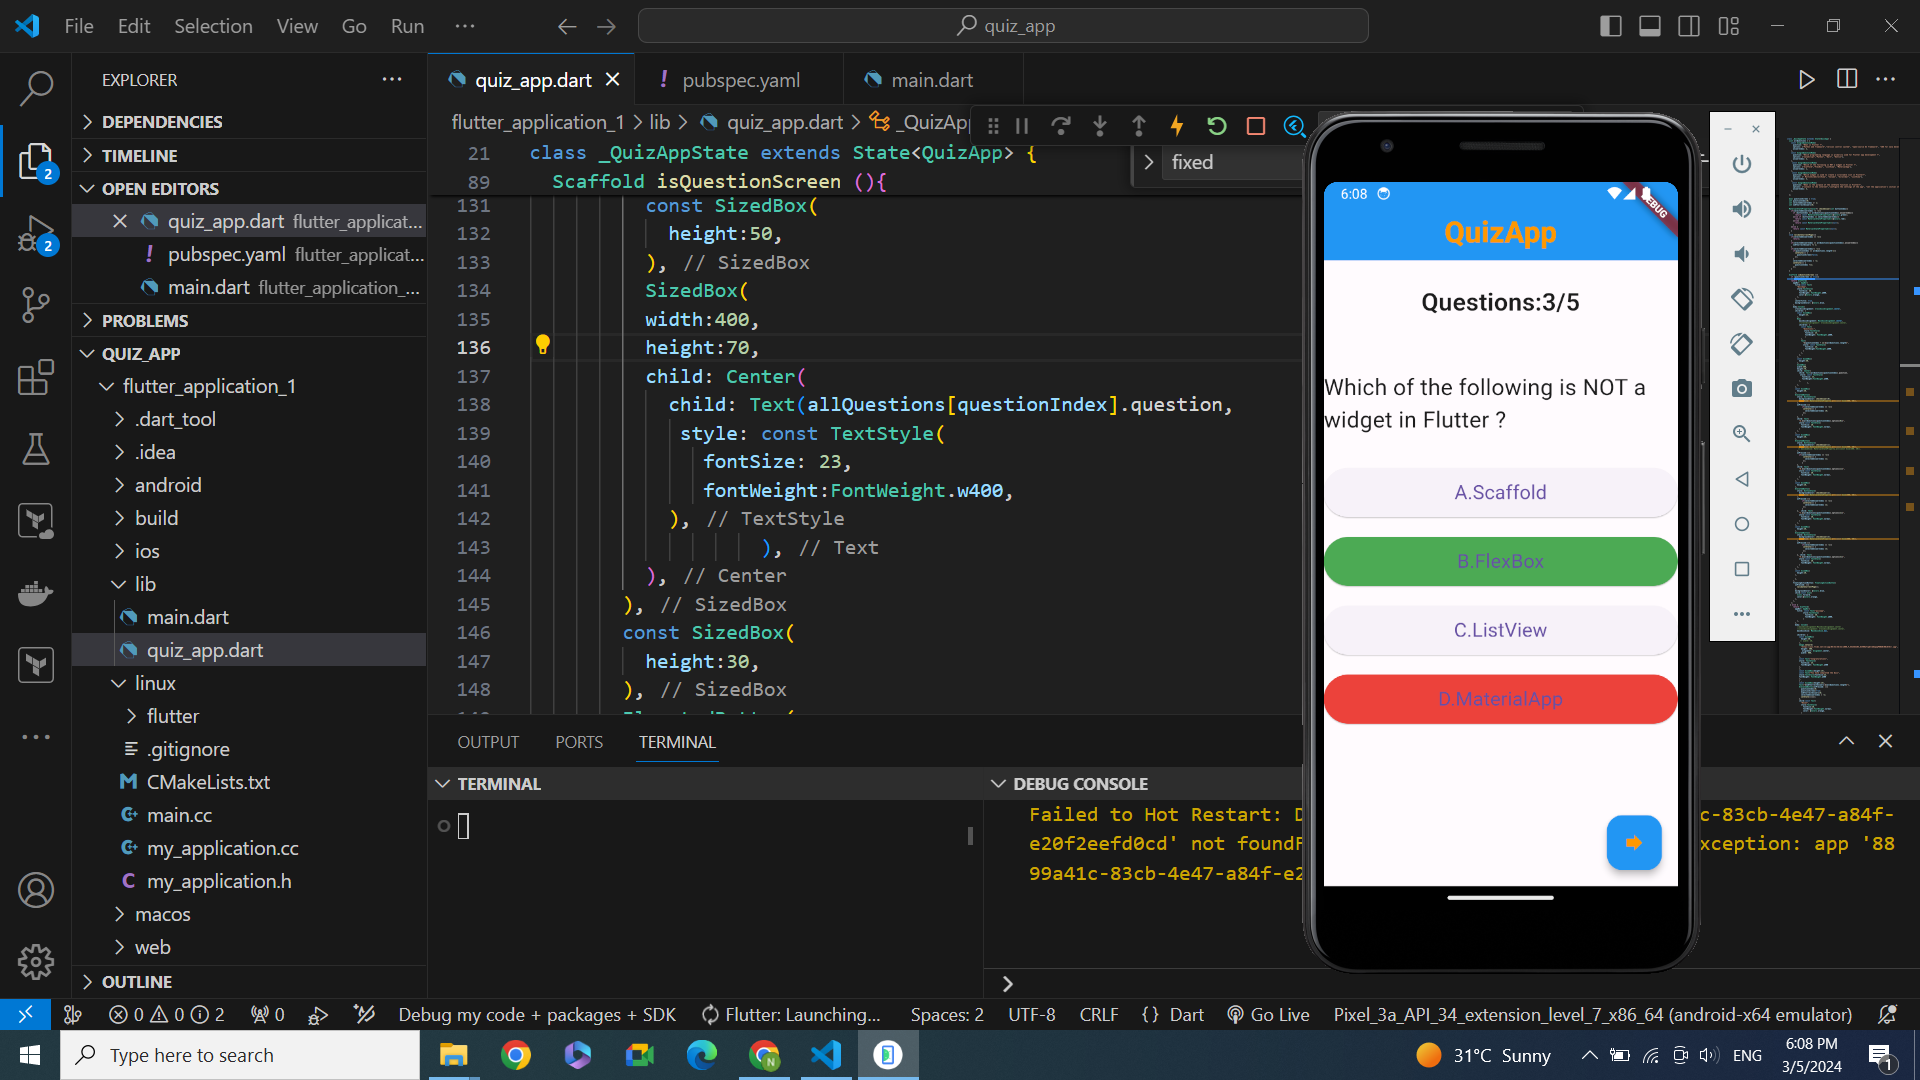 File Edit Selection View Go Run
quiz_app
EXPLORER
DEPENDENCIES
TIMELINE
OPEN EDITORS
quiz_app.dart flutter_applicat...
pubspec.yaml flutter_applicat...
main.dart flutter_application_...
PROBLEMS
QUIZ_APP
flutter_application_1
.dart_tool
.idea
android
build
ios
lib
main.dart
quiz_app.dart
linux
flutter
.gitignore
CMakeLists.txt
main.cc
my_application.cc
my_application.h
macos
web
OUTLINE
2
2
quiz_app.dart
pubspec.yaml
main.dart
flutter_application_1 > lib > quiz_app.dart > _QuizApp
fixed
21 class _QuizAppState extends State<QuizApp> {
89 Scaffold isQuestionScreen (){
131 const SizedBox(
132 height:50,
133 ), // SizedBox
134 SizedBox(
135 width:400,
136 height:70,
137 child: Center(
138 child: Text(allQuestions[questionIndex].question,
139 style: const TextStyle(
140 fontSize: 23,
141 fontWeight:FontWeight.w400,
142 ), // TextStyle
143 ), // Text
144 ), // Center
145 ), // SizedBox
146 const SizedBox(
147 height:30,
148 ), // SizedBox
OUTPUT PORTS TERMINAL
TERMINAL
DEBUG CONSOLE
Failed to Hot Restart: D
c-83cb-4e47-a84f-
e20f2eefd0cd' not foundF
xception: app '88
99a41c-83cb-4e47-a84f-e2
6:08
DEBUG
QuizApp
Questions:3/5
Which of the following is NOT a
widget in Flutter ?
A.Scaffold
B.FlexBox
C.ListView
D.MaterialApp
0 0 2 0 Debug my code + packages + SDK Flutter: Launching... Spaces: 2 UTF-8 CRLF {} Dart Go Live Pixel_3a_API_34_extension_level_7_x86_64 (android-x64 emulator)
Type here to search
N
31°C Sunny
ENG
6:08 PM
3/5/2024
1